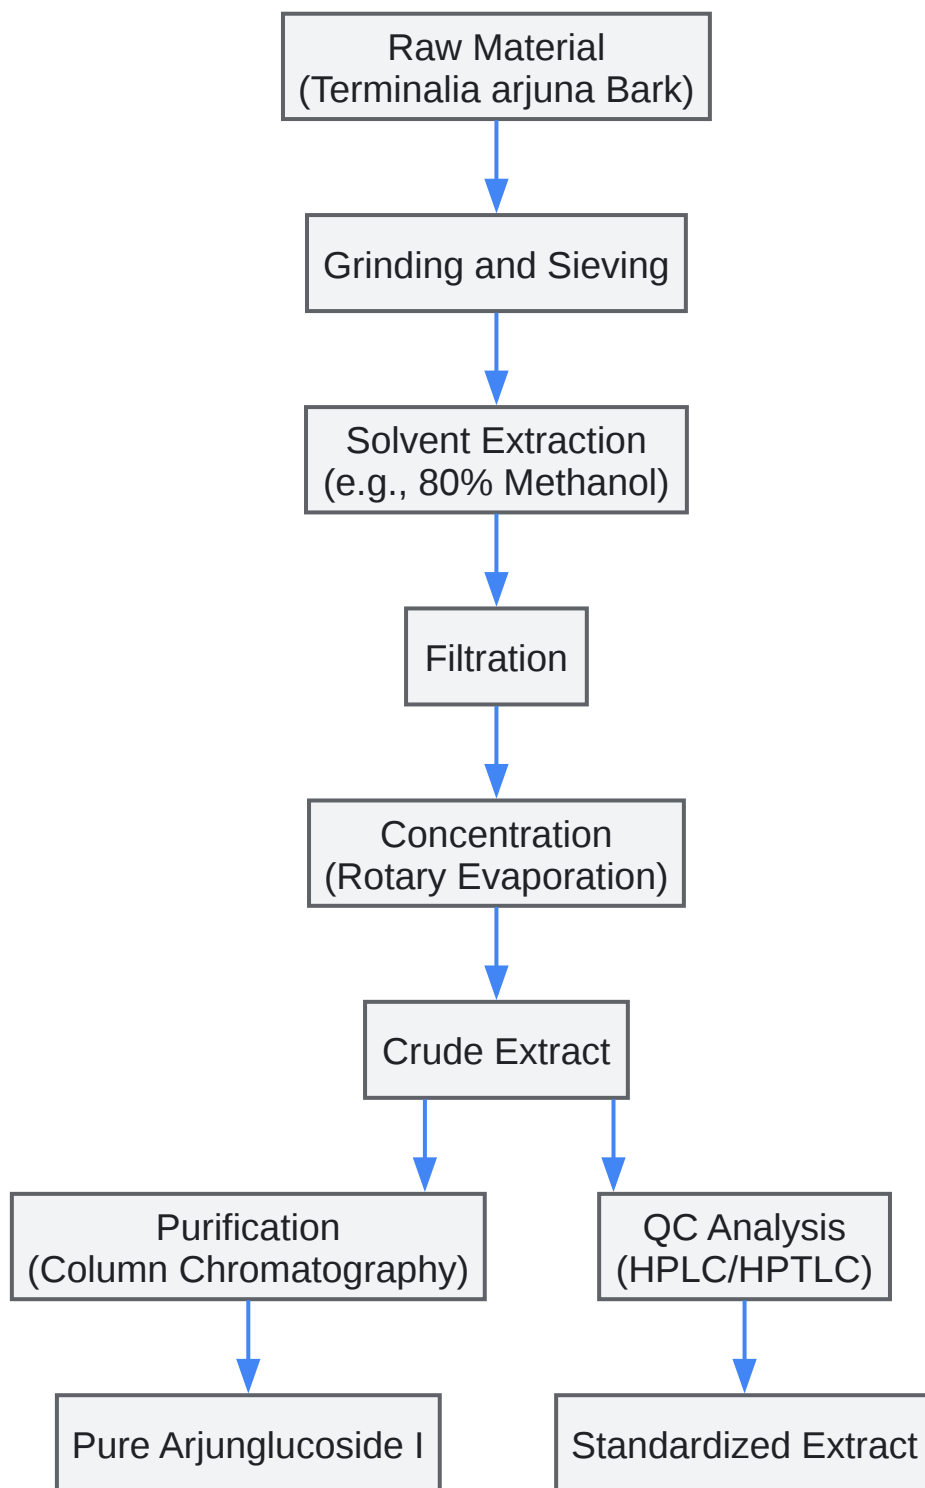 Raw Material
(Terminalia arjuna Bark)
Grinding and Sieving
Solvent Extraction
(e.g., 80% Methanol)
Filtration
Concentration
(Rotary Evaporation)
Crude Extract
Purification
(Column Chromatography)
QC Analysis
(HPLC/HPTLC)
Pure Arjunglucoside I
Standardized Extract